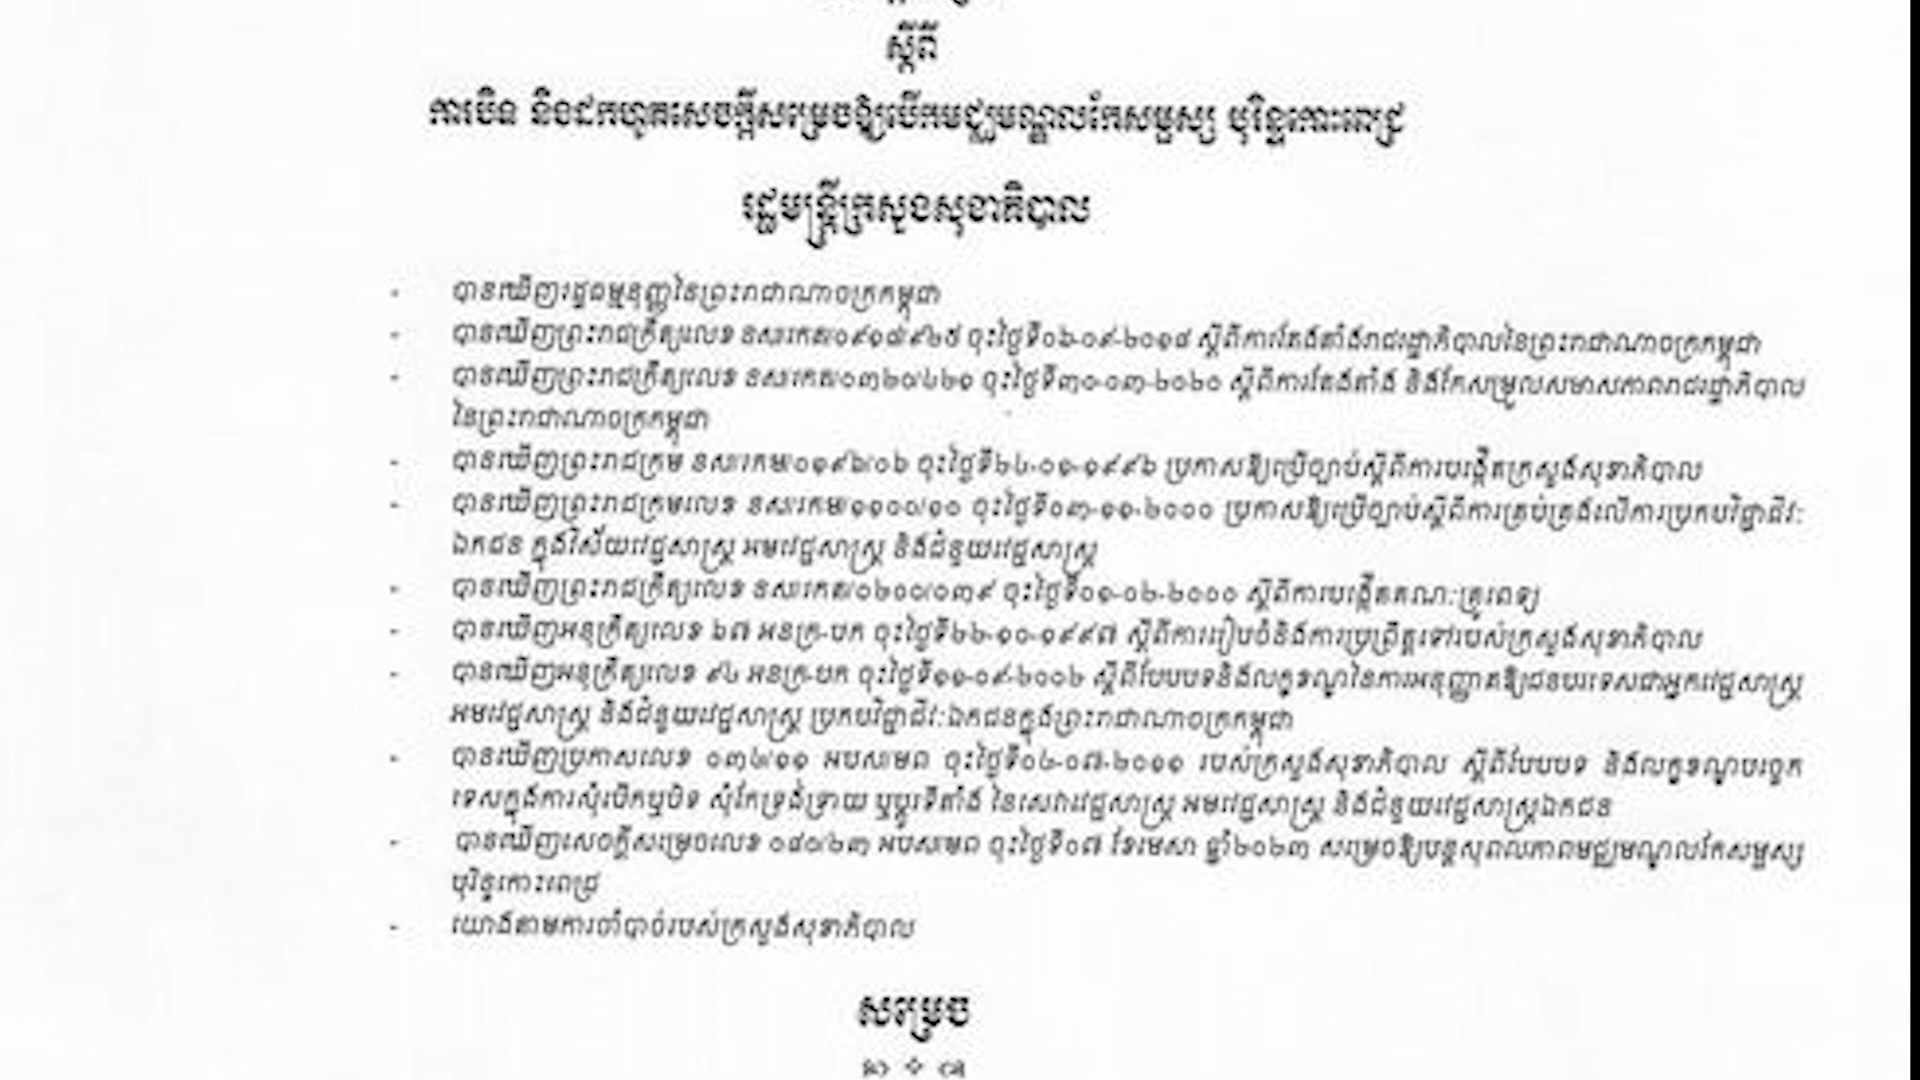 ស្តីពី
ការបិទ និងដកហូតសេចក្តីសម្រេចឱ្យបើកមជ្ឈមណ្ឌលកែសម្ផស្ស បុរិន្ទកោះពេជ្រ
រដ្ឋមន្ត្រីក្រសួងសុខាភិបាល
- បានឃើញរដ្ឋធម្មនុញ្ញនៃព្រះរាជាណាចក្រកម្ពុជា
- បានឃើញព្រះរាជក្រឹត្យលេខ នស/រកត/០៩១៨/៩២៥ ចុះថ្ងៃទី០៦-០៩-២០១៨ ស្តីពីការតែងតាំងរាជរដ្ឋាភិបាលនៃព្រះរាជាណាចក្រកម្ពុជា
- បានឃើញព្រះរាជក្រឹត្យលេខ នស/រកត/០៣២០/៤២១ ចុះថ្ងៃទី៣០-០៣-២០២០ ស្តីពីការតែងតាំង និងកែសម្រួលសមាសភាពរាជរដ្ឋាភិបាល
នៃព្រះរាជាណាចក្រកម្ពុជា
- បានឃើញព្រះរាជក្រម នស/រកម/០១៩៦/០៦ ចុះថ្ងៃទី២៤-០១-១៩៩៦ ប្រកាសឱ្យប្រើច្បាប់ស្តីពីការបង្កើតក្រសួងសុខាភិបាល
- បានឃើញព្រះរាជក្រមលេខ នស/រកម/១១០០/១០ ចុះថ្ងៃទី០៣-១១-២០០០ ប្រកាសឱ្យប្រើច្បាប់ស្តីពីការគ្រប់គ្រងលើការប្រកបវិជ្ជាជីវៈ
ឯកជន ក្នុងវិស័យវេជ្ជសាស្ត្រ អមវេជ្ជសាស្ត្រ និងជំនួយវេជ្ជសាស្ត្រ
- បានឃើញព្រះរាជក្រឹត្យលេខ នស/រកត/០២០០/០៣៩ ចុះថ្ងៃទី០១-០២-២០០០ ស្តីពីការបង្កើតគណៈគ្រូពេទ្យ
- បានឃើញអនុក្រឹត្យលេខ ៦៧ អនក្រ-បក ចុះថ្ងៃទី២២-១០-១៩៩៧ ស្តីពីការរៀបចំនិងការប្រព្រឹត្តទៅរបស់ក្រសួងសុខាភិបាល
- បានឃើញអនុក្រឹត្យលេខ ៩៤ អនក្រ-បក ចុះថ្ងៃទី១១-០៩-២០០២ ស្តីពីបែបបទនិងលក្ខខណ្ឌនៃការអនុញ្ញាតឱ្យជនបរទេសជាអ្នកវេជ្ជសាស្ត្រ
អមវេជ្ជសាស្ត្រ និងជំនួយវេជ្ជសាស្ត្រ ប្រកបវិជ្ជាជីវៈឯកជនក្នុងព្រះរាជាណាចក្រកម្ពុជា
- បានឃើញប្រកាសលេខ ០៣៤/១១ អបស/មព ចុះថ្ងៃទី០៤-០៧-២០១១ របស់ក្រសួងសុខាភិបាល ស្តីពីបែបបទ និងលក្ខខណ្ឌបច្ចេក
ទេសក្នុងការសុំបើកឬបិទ សុំកែទ្រង់ទ្រាយ ឬប្តូរទីតាំង នៃសេវាវេជ្ជសាស្ត្រ អមវេជ្ជសាស្ត្រ និងជំនួយវេជ្ជសាស្ត្រឯកជន
- បានឃើញសេចក្តីសម្រេចលេខ ០៨០/២៣ អបស/មព ចុះថ្ងៃទី០៧ ខែមេសា ឆ្នាំ២០២៣ សម្រេចឱ្យបន្តសុពលភាពមជ្ឈមណ្ឌលកែសម្ផស្ស
បុរិន្ទកោះពេជ្រ
- យោងតាមការចាំបាច់របស់ក្រសួងសុខាភិបាល
សម្រេច